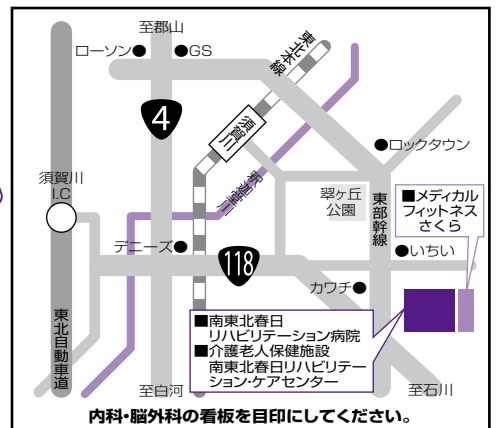 至郡山
ローソン●
●GS
東北本線
4
須賀川
●ロックタウン
須賀川
I.C
釈迦堂川
翠ヶ丘
公園
東部幹線
■メディカル
フィットネス
さくら
デニーズ●
118
●いちい
カワチ●
東北自動車道
■南東北春日
リハビリテーション病院
■介護老人保健施設
南東北春日リハビリテー
ション・ケアセンター
至白河
至石川
内科・脳外科の看板を目印にしてください。